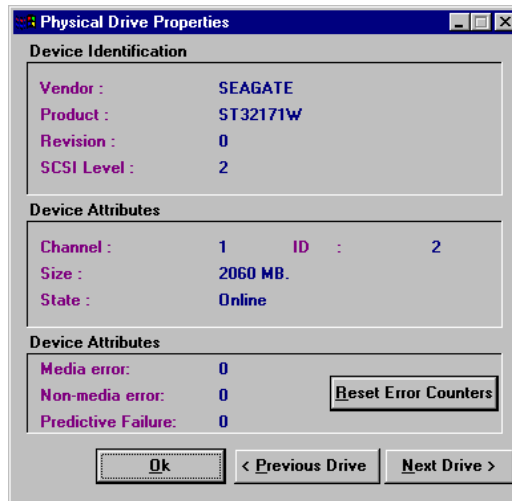 Physical Drive Properties
Device Identification
Vendor : SEAGATE
Product : ST32171W
Revision : 0
SCSI Level : 2
Device Attributes
Channel : 1 ID : 2
Size : 2060 MB.
State : Online
Device Attributes
Media error: 0
Non-media error: 0
Reset Error Counters
Predictive Failure: 0
Ok < Previous Drive Next Drive >